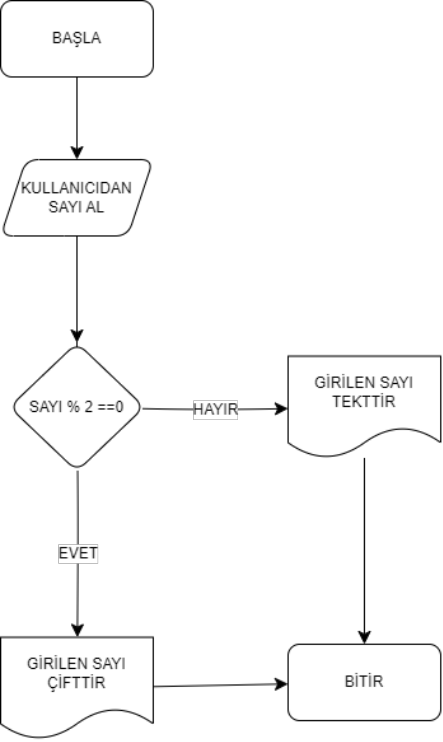 BAŞLA
KULLANICIDAN
SAYI AL
SAYI % 2 ==0
HAYIR
GİRİLEN SAYI
TEKTTİR
EVET
GİRİLEN SAYI
ÇİFTTİR
BİTİR